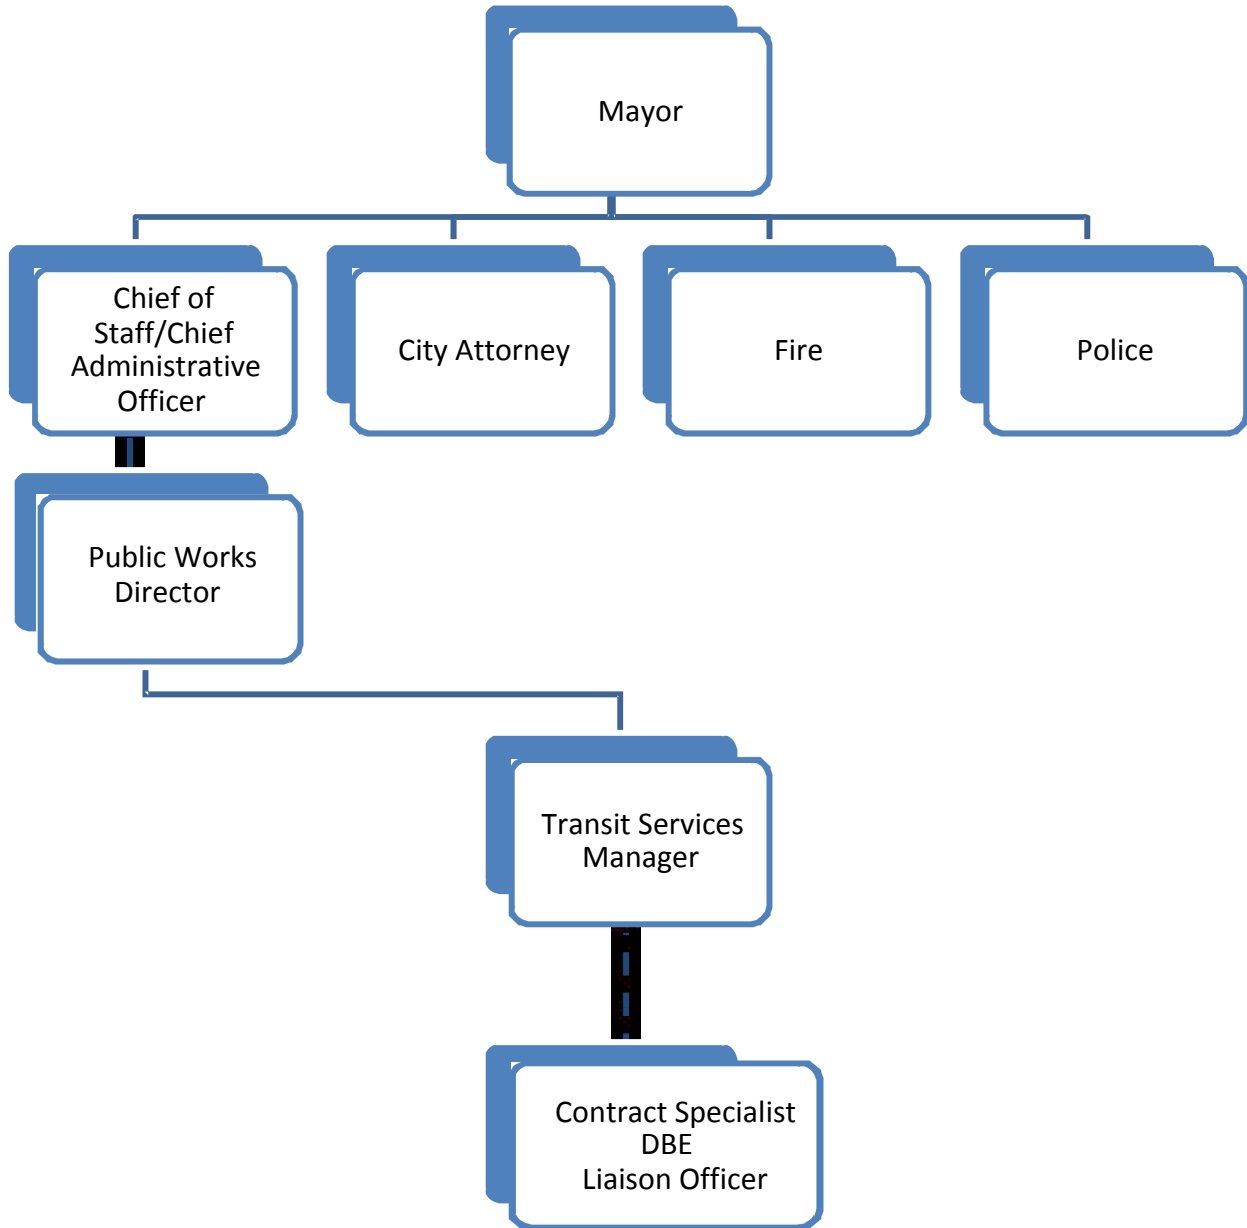 Mayor
Chief of
Staff/Chief
Administrative
Officer
City Attorney
Fire
Police
Public Works
Director
Transit Services
Manager
Contract Specialist
DBE
Liaison Officer